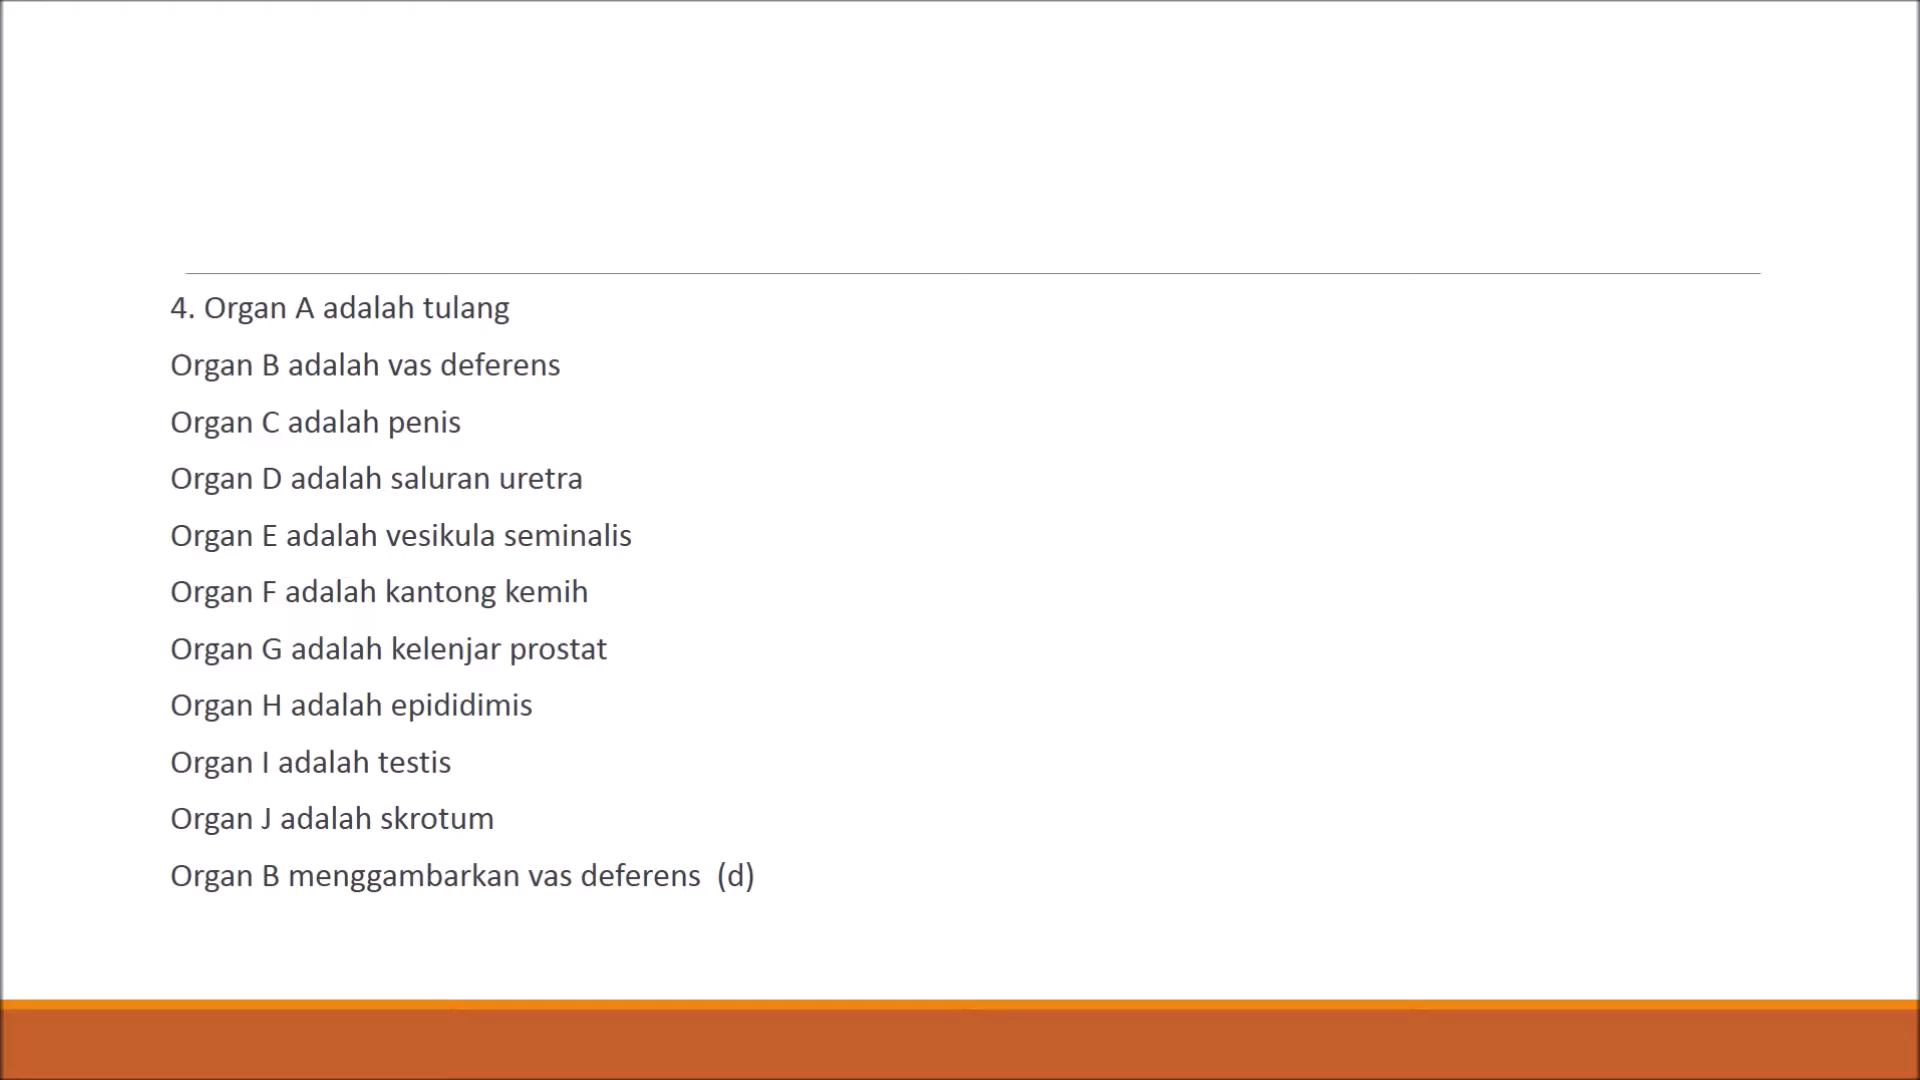 4. Organ A adalah tulang
Organ B adalah vas deferens
Organ C adalah penis
Organ D adalah saluran uretra
Organ E adalah vesikula seminalis
Organ F adalah kantong kemih
Organ G adalah kelenjar prostat
Organ H adalah epididimis
Organ I adalah testis
Organ J adalah skrotum
Organ B menggambarkan vas deferens (d)